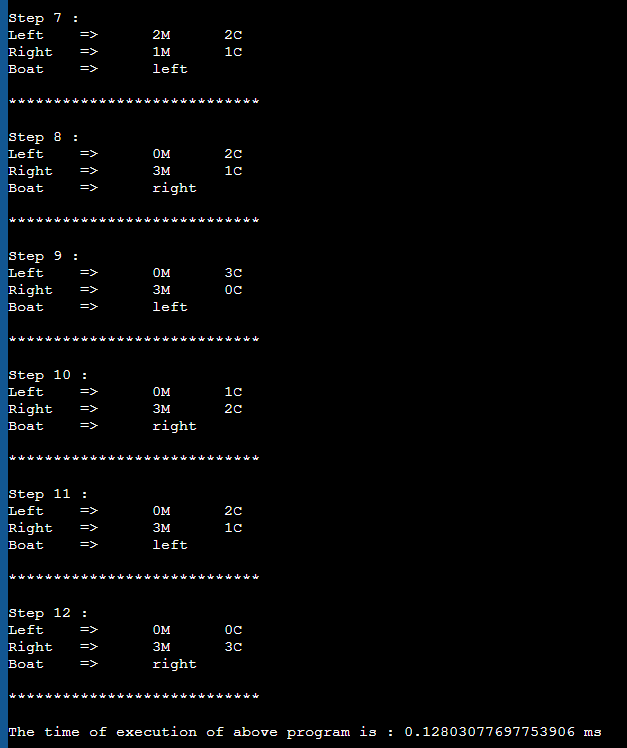 Step 7 :
Left => 2M 2C
Right => 1M 1C
Boat => left
****************************
Step 8 :
Left => 0M 2C
Right => 3M 1C
Boat => right
****************************
Step 9 :
Left => 0M 3C
Right => 3M 0C
Boat => left
****************************
Step 10 :
Left => 0M 1C
Right => 3M 2C
Boat => right
****************************
Step 11 :
Left => 0M 2C
Right => 3M 1C
Boat => left
****************************
Step 12 :
Left => 0M 0C
Right => 3M 3C
Boat => right
****************************
The time of execution of above program is : 0.12803077697753906 ms